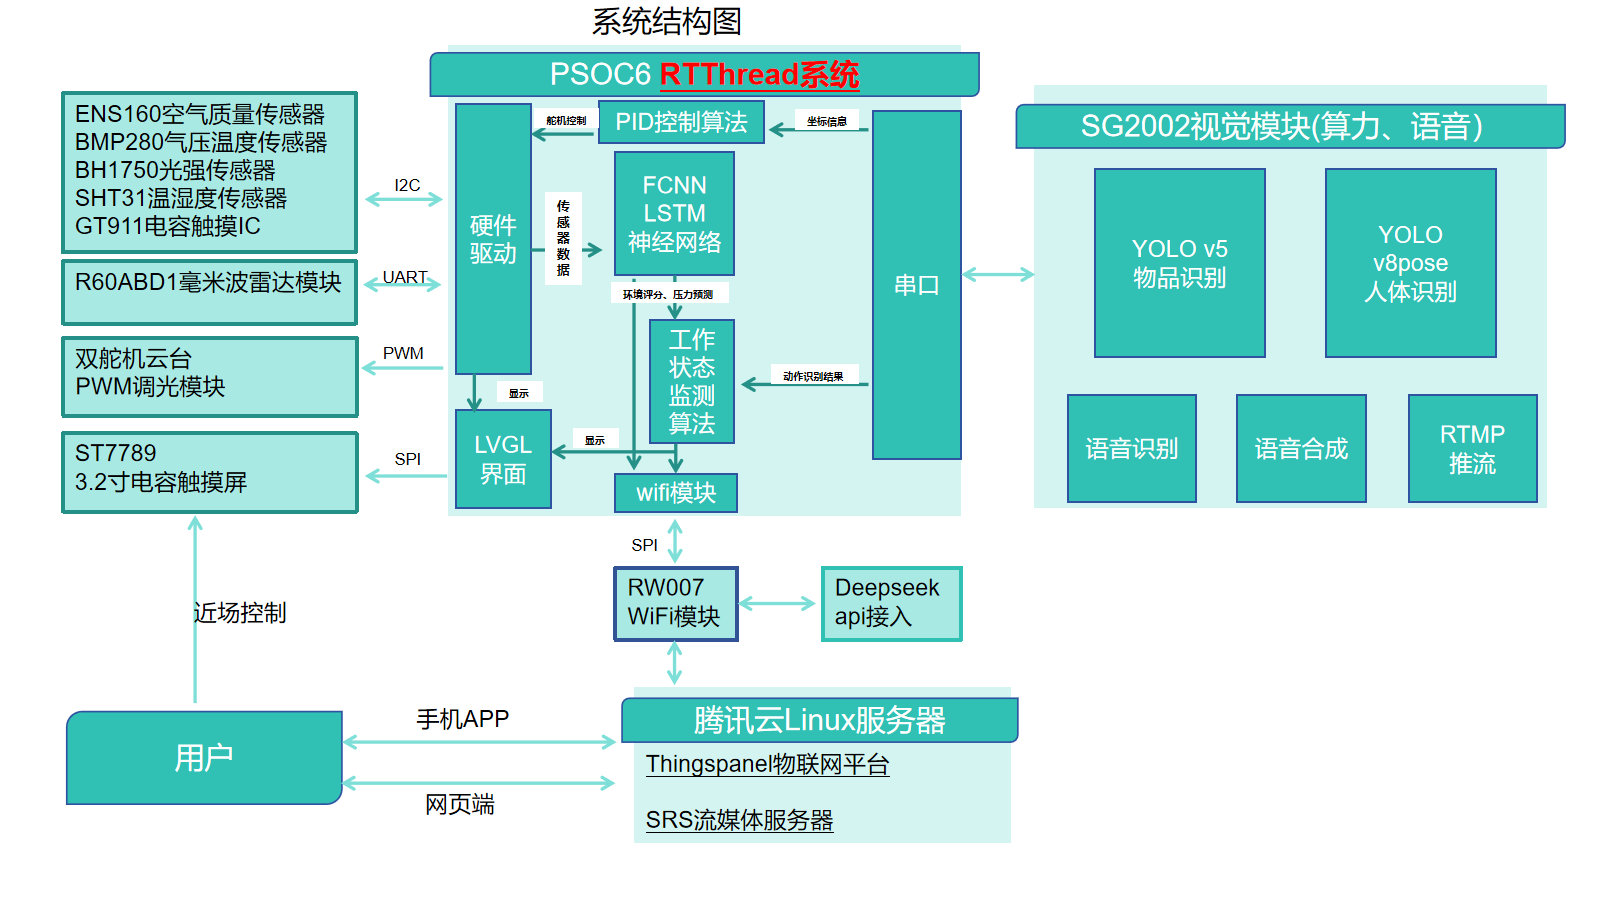 系统结构图
PSOC6 RTThread系统
ENS160空气质量传感器
BMP280气压温度传感器
BH1750光强传感器
SHT31温湿度传感器
GT911电容触摸IC
I2C
R60ABD1毫米波雷达模块
UART
双舵机云台
PWM调光模块
PWM
ST7789
3.2寸电容触摸屏
SPI
硬件
驱动
舵机控制
PID控制算法
坐标信息
传
感
器
数
据
FCNN
LSTM
神经网络
环境评分、压力预测
工作
状态
监测
算法
动作识别结果
串口
显示
LVGL
界面
显示
wifi模块
SG2002视觉模块(算力、语音）
YOLO v5
物品识别
YOLO
v8pose
人体识别
语音识别
语音合成
RTMP
推流
SPI
RW007
WiFi模块
Deepseek
api接入
近场控制
用户
手机APP
网页端
腾讯云Linux服务器
Thingspanel物联网平台
SRS流媒体服务器